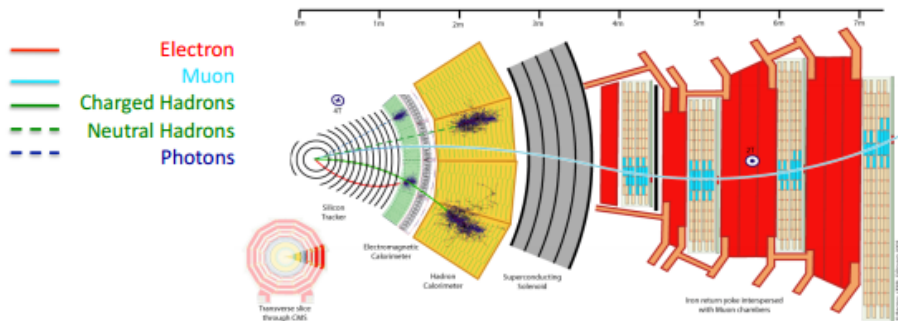 0m 1m 2m 3m 4m 5m 6m 7m
Electron
Muon
Charged Hadrons
Neutral Hadrons
Photons
4T
2T
Silicon
Tracker
Electromagnetic
Calorimeter
Hadron
Calorimeter
Superconducting
Solenoid
Iron return yoke interspersed
with Muon chambers
Transverse slice
through CMS